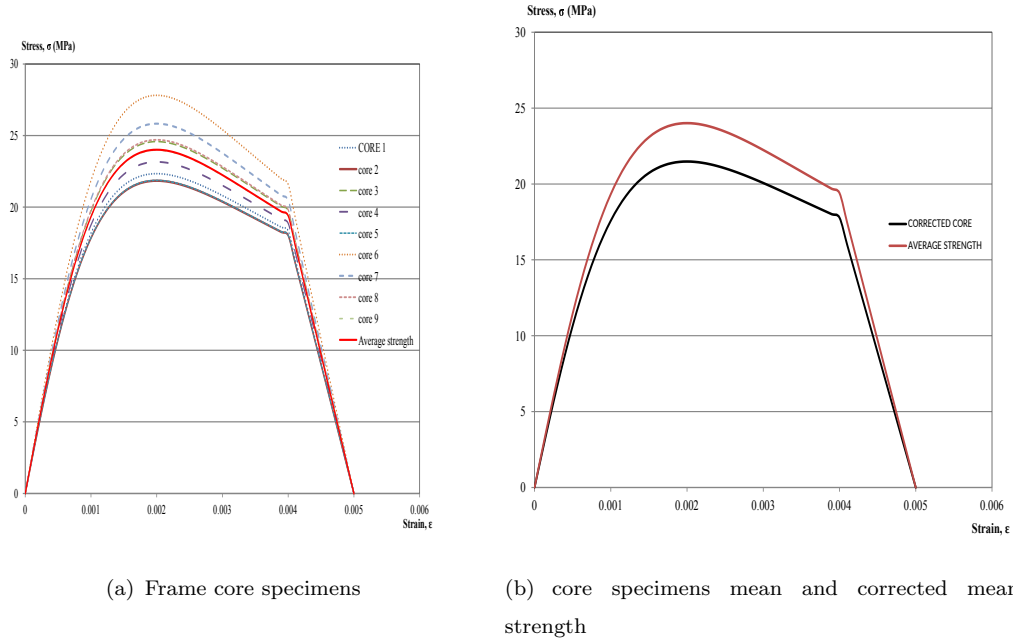 Stress, σ (MPa)
30
25
20
15
10
5
0
0 0.001 0.002 0.003 0.004 0.005 0.006
Strain, ε
CORE 1
core 2
core 3
core 4
core 5
core 6
core 7
core 8
core 9
Average strength
(a) Frame core specimens
Stress, σ (MPa)
30
25
20
15
10
5
0
0 0.001 0.002 0.003 0.004 0.005 0.006
Strain, ε
CORRECTED CORE
AVERAGE STRENGTH
(b) core specimens mean and corrected mean
strength